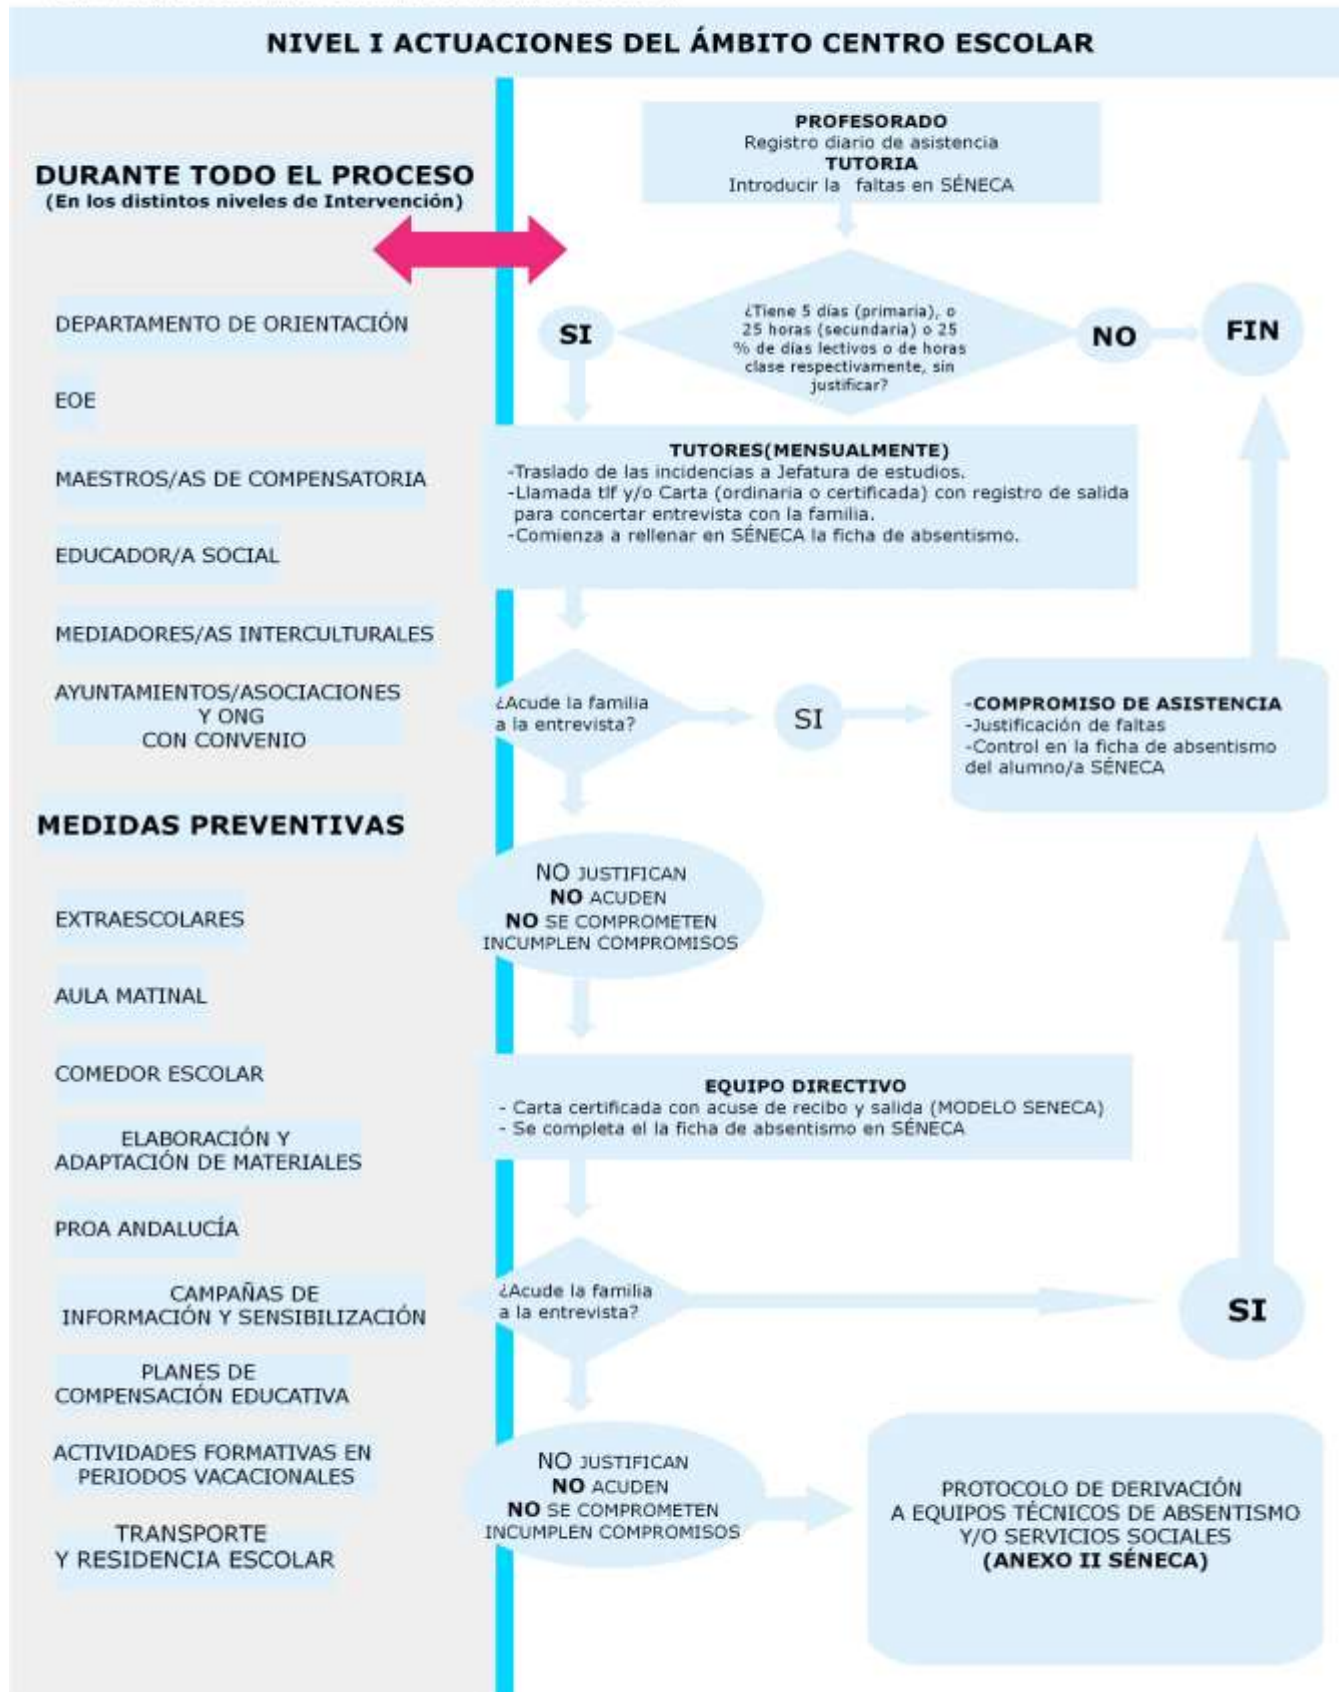 NIVEL I ACTUACIONES DEL ÁMBITO CENTRO ESCOLAR
DURANTE TODO EL PROCESO
(En los distintos niveles de Intervención)
DEPARTAMENTO DE ORIENTACIÓN
EOE
MAESTROS/AS DE COMPENSATORIA
EDUCADOR/A SOCIAL
MEDIADORES/AS INTERCULTURALES
AYUNTAMIENTOS/ASOCIACIONES
Y ONG
CON CONVENIO
MEDIDAS PREVENTIVAS
EXTRAESCOLARES
AULA MATINAL
COMEDOR ESCOLAR
ELABORACIÓN Y
ADAPTACIÓN DE MATERIALES
PROA ANDALUCÍA
CAMPAÑAS DE
INFORMACIÓN Y SENSIBILIZACIÓN
PLANES DE
COMPENSACIÓN EDUCATIVA
ACTIVIDADES FORMATIVAS EN
PERIODOS VACACIONALES
TRANSPORTE
Y RESIDENCIA ESCOLAR
PROFESORADO
Registro diario de asistencia
TUTORIA
Introducir la faltas en SÉNECA
¿Tiene 5 días (primaria), o
25 horas (secundaria) o 25
% de días lectivos o de horas
clase respectivamente, sin
justificar?
SI
NO
FIN
TUTORES(MENSUALMENTE)
-Traslado de las incidencias a Jefatura de estudios.
-Llamada tlf y/o Carta (ordinaria o certificada) con registro de salida
para concertar entrevista con la familia.
-Comienza a rellenar en SÉNECA la ficha de absentismo.
¿Acude la familia
a la entrevista?
SI
-COMPROMISO DE ASISTENCIA
-Justificación de faltas
-Control en la ficha de absentismo
del alumno/a SÉNECA
NO JUSTIFICAN
NO ACUDEN
NO SE COMPROMETEN
INCUMPLEN COMPROMISOS
EQUIPO DIRECTIVO
- Carta certificada con acuse de recibo y salida (MODELO SENECA)
- Se completa el la ficha de absentismo en SÉNECA
¿Acude la familia
a la entrevista?
SI
NO JUSTIFICAN
NO ACUDEN
NO SE COMPROMETEN
INCUMPLEN COMPROMISOS
PROTOCOLO DE DERIVACIÓN
A EQUIPOS TÉCNICOS DE ABSENTISMO
Y/O SERVICIOS SOCIALES
(ANEXO II SÉNECA)